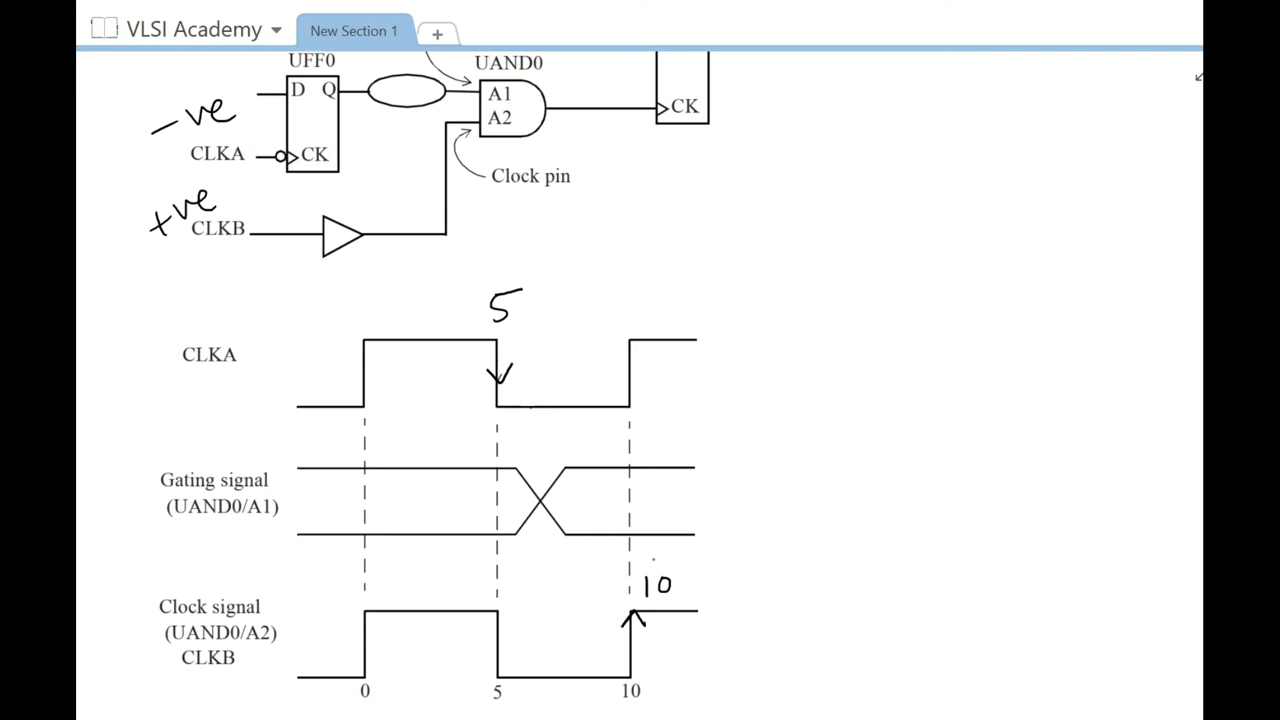 VLSI Academy
New Section 1
+
UFF0
UAND0
D Q
A1
A2
CK
-ve
CLKA
CK
Clock pin
+ve
CLKB
5
CLKA
Gating signal
(UAND0/A1)
10
Clock signal
(UAND0/A2)
CLKB
0 5 10